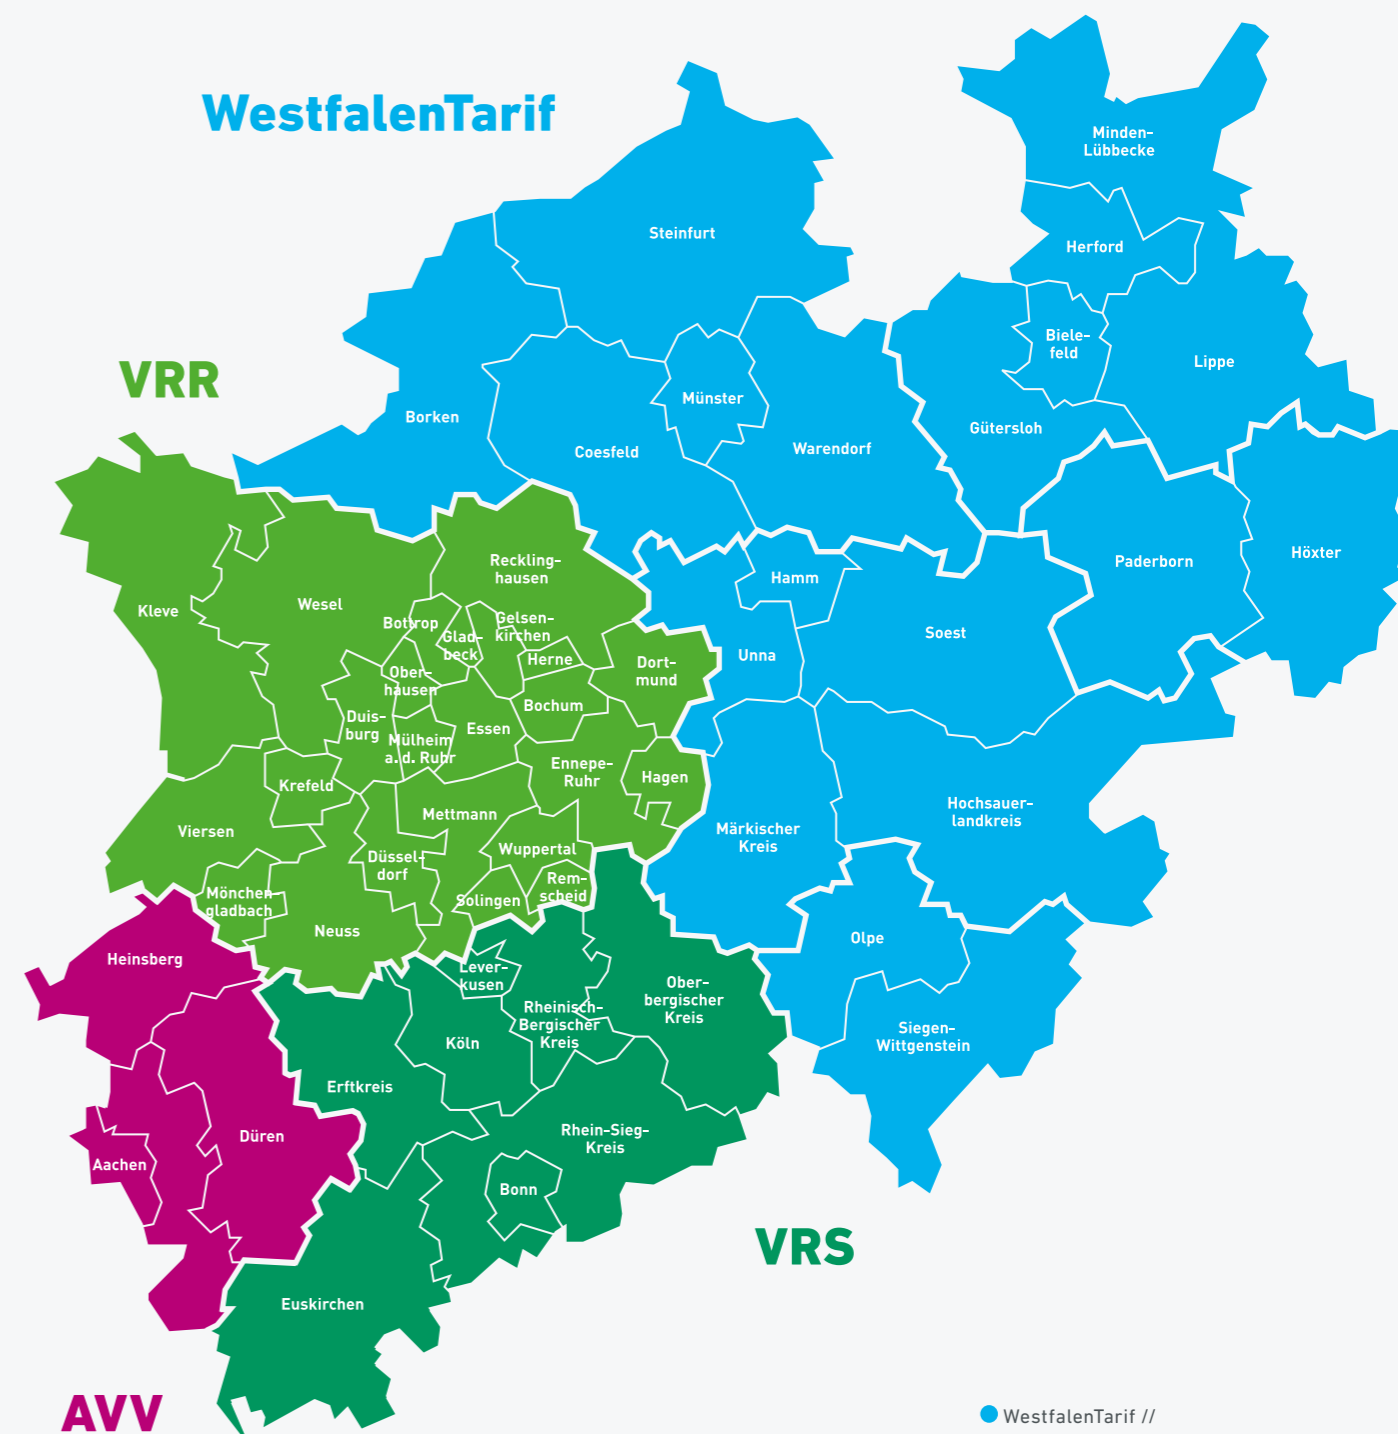 WestfalenTarif
Minden-
Lübbecke
Steinfurt
Herford
Biele-
feld
Lippe
VRR
Münster
Borken
Gütersloh
Coesfeld
Warendorf
Höxter
Paderborn
Reckling-
hausen
Hamm
Wesel
Kleve
Bottrop
Gelsen-
kirchen
Glad-
beck
Soest
Herne
Dort-
mund
Unna
Ober-
hausen
Bochum
Duis-
burg
Essen
Mülheim
a. d. Ruhr
Ennepe-
Ruhr
Hagen
Krefeld
Mettmann
Hochsauer-
landkreis
Viersen
Märkischer
Kreis
Wuppertal
Düssel-
dorf
Rem-
scheid
Mönchen-
gladbach
Solingen
Neuss
Olpe
Heinsberg
Lever-
kusen
Ober-
bergischer
Kreis
Rheinisch-
Bergischer
Kreis
Siegen-
Wittgenstein
Köln
Erftkreis
Düren
Rhein-Sieg-
Kreis
Aachen
Bonn
VRS
Euskirchen
AVV
WestfalenTarif //